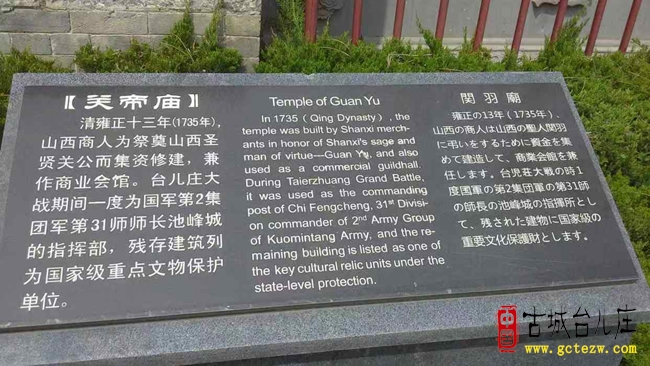 【关帝庙】
清雍正十三年(1735年),
山西商人为祭奠山西圣
贤关公而集资修建，兼
作商业会馆。台儿庄大
战期间一度为国军第2集
团军第31师师长池峰城
的指挥部，残存建筑列
为国家级重点文物保护
单位。
Temple of Guan Yu
In 1735 (Qing Dynasty), the
temple was built by Shanxi merch-
ants in honor of Shanxi's sage and
man of virtue—Guan Yu, and also
used as a commercial guildhall.
During Taierzhuang Grand Battle,
it was used as the commanding
post of Chi Fengcheng, 31st Divisi-
on commander of 2nd Army Group
of Kuomintang Army, and the re-
maining building is listed as one of
the key cultural relic units under the
state-level protection.
関羽廟
雍正の13年(1735年)、
山西の商人は山西の聖人関羽
に弔いをするために資金を集
めて建造して、商業会館を兼
任します。台児荘大戦の時1
度国軍の第2集団軍の第31師
の師長の池峰城の指揮所とし
て、残された建物に国家級の
重要文化保護財とします。
中国
古城台儿庄
www.gctezw.com